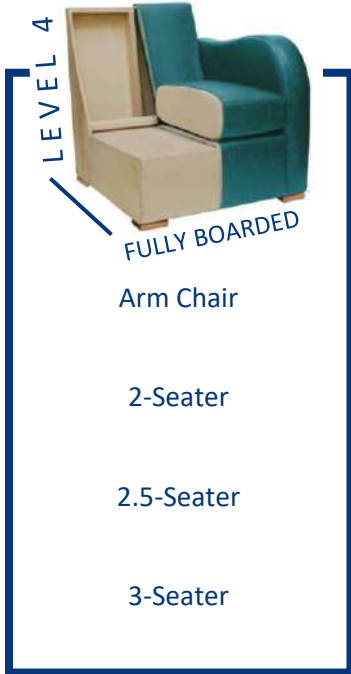 LEVEL 4
FULLY BOARDED
Arm Chair
2-Seater
2.5-Seater
3-Seater